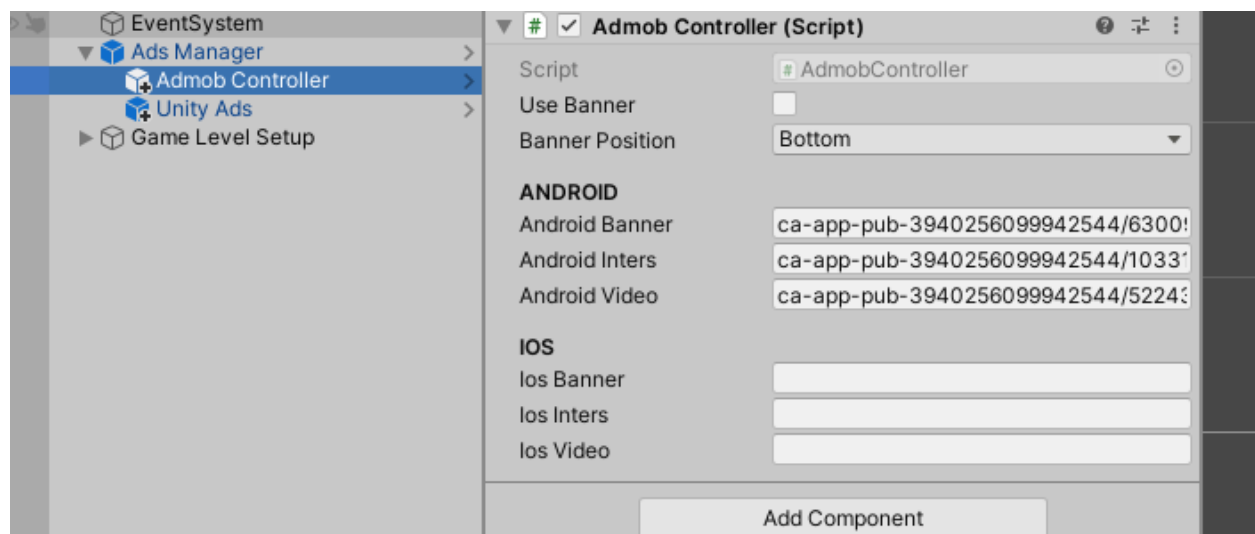 EventSystem
Ads Manager
Admob Controller
Unity Ads
Game Level Setup
# Admob Controller (Script)
Script # AdmobController
Use Banner
Banner Position Bottom
ANDROID
Android Banner ca-app-pub-3940256099942544/6300
Android Inters ca-app-pub-3940256099942544/1033
Android Video ca-app-pub-3940256099942544/5224
IOS
Ios Banner
Ios Inters
Ios Video
Add Component